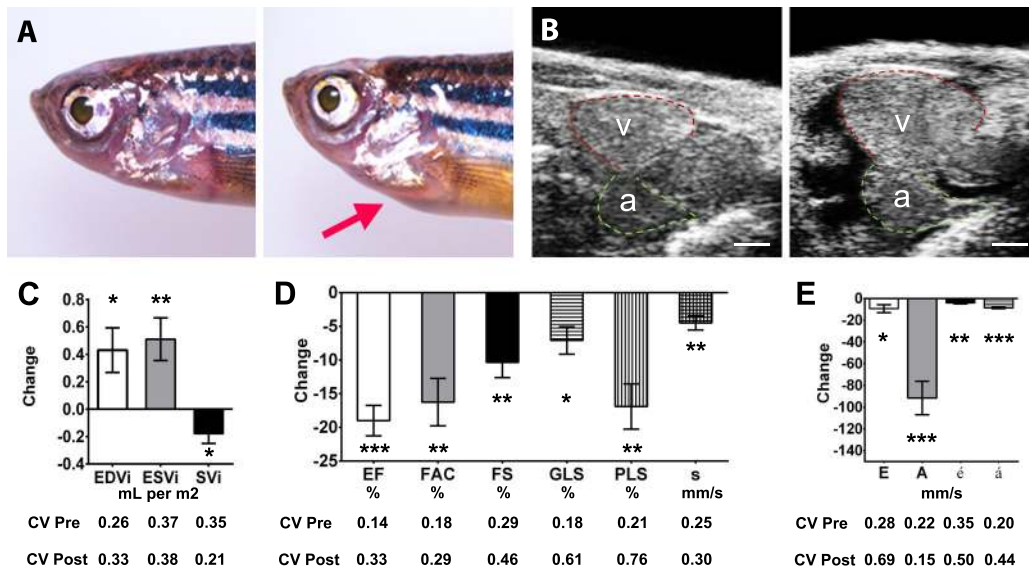 A
B
v
a
v
a
C
0.8
0.6
0.4
0.2
0.0
-0.2
-0.4
Change
*
**
*
EDVi ESVi SVi
mL per m2
CV Pre 0.26 0.37 0.35
CV Post 0.33 0.38 0.21
D
0
-5
-10
-15
-20
-25
Change
*** ** ** * ** **
EF FAC FS GLS PLS s
% % % % % mm/s
CV Pre 0.14 0.18 0.29 0.18 0.21 0.25
CV Post 0.33 0.29 0.46 0.61 0.76 0.30
E
0
-20
-40
-60
-80
-100
-120
-140
Change
* *** ** ***
E A é á
mm/s
0.28 0.22 0.35 0.20
0.69 0.15 0.50 0.44